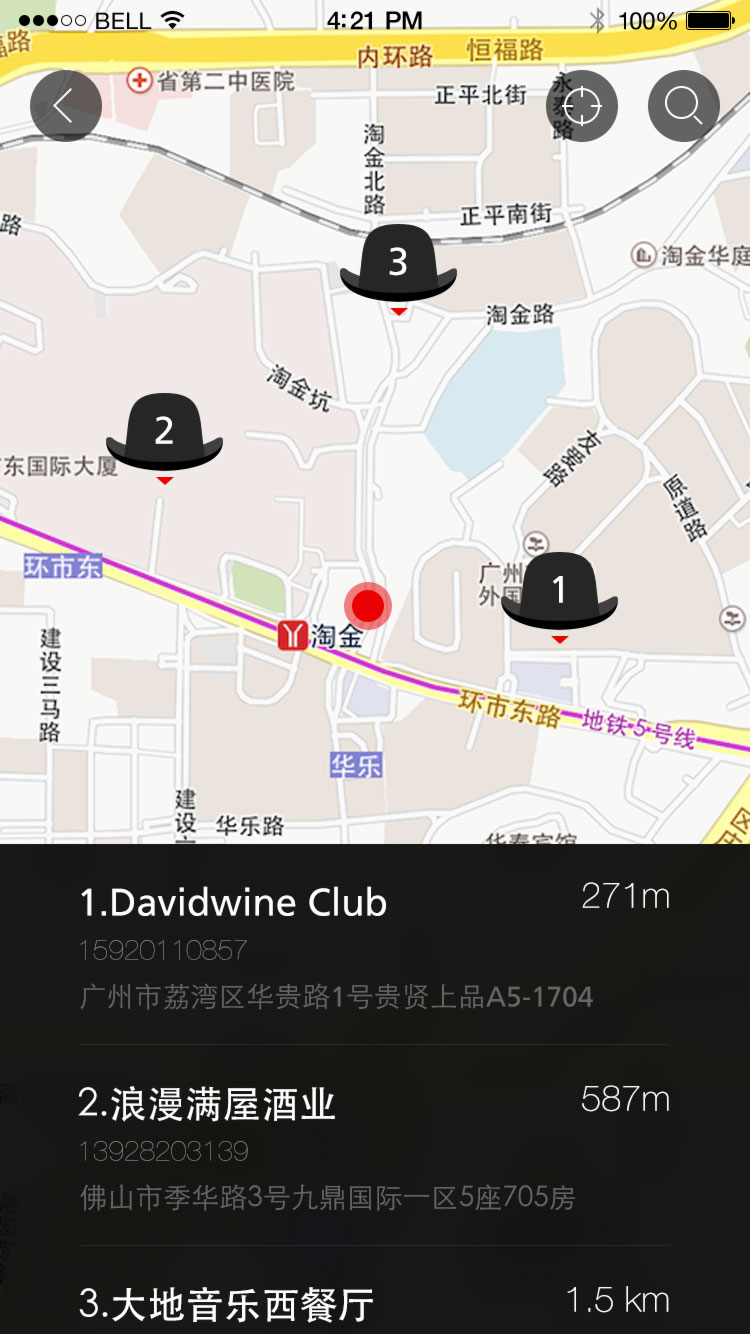 BELL 4:21 PM 100%
路
内环路 恒福路
省第二中医院
正平北街
永泰路
淘金北路
正平南街
路
3
淘金华庭
淘金路
淘金坑
2
东国际大厦
友爱路
原道路
环市东
广州
外国
1
淘金
建设三马路
环市东路
地铁5号线
华乐
建设
华乐路
华泰宾馆
1.Davidwine Club 271m
15920110857
广州市荔湾区华贵路1号贵贤上品A5-1704
2.浪漫满屋酒业 587m
13928203139
佛山市季华路3号九鼎国际一区5座705房
3.大地音乐西餐厅 1.5 km